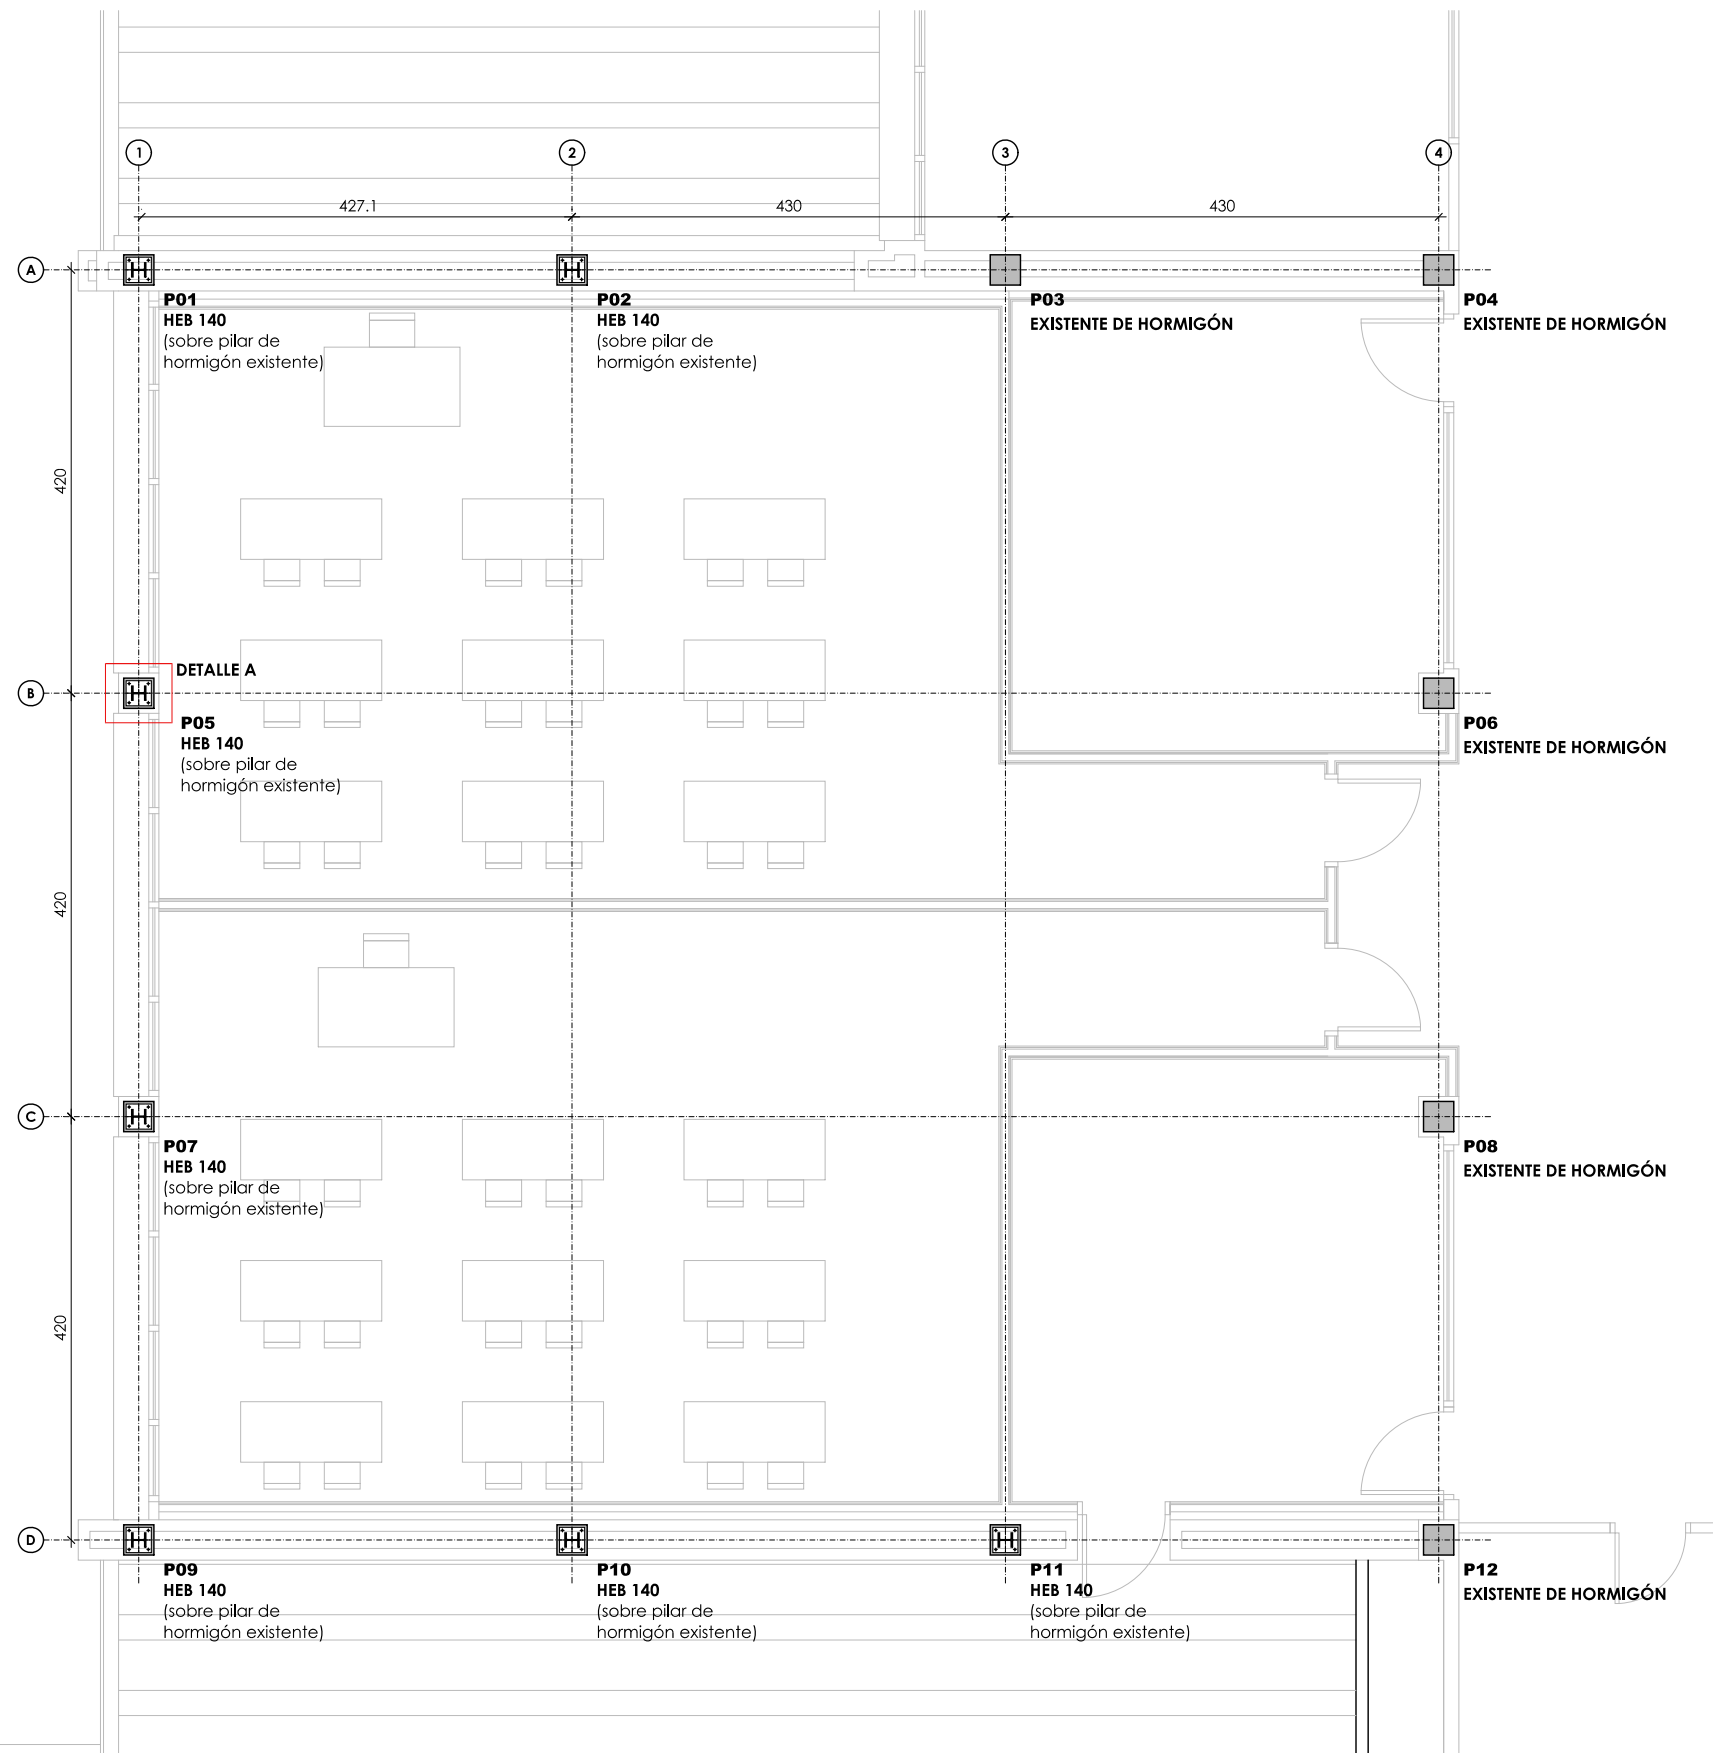 1
2
3
4
427.1
430
430
A
P01
HEB 140
(sobre pilar de
hormigón existente)
P02
HEB 140
(sobre pilar de
hormigón existente)
P03
EXISTENTE DE HORMIGÓN
P04
EXISTENTE DE HORMIGÓN
420
DETALLE A
B
P05
HEB 140
(sobre pilar de
hormigón existente)
P06
EXISTENTE DE HORMIGÓN
420
C
P07
HEB 140
(sobre pilar de
hormigón existente)
P08
EXISTENTE DE HORMIGÓN
420
D
P09
HEB 140
(sobre pilar de
hormigón existente)
P10
HEB 140
(sobre pilar de
hormigón existente)
P11
HEB 140
(sobre pilar de
hormigón existente)
P12
EXISTENTE DE HORMIGÓN